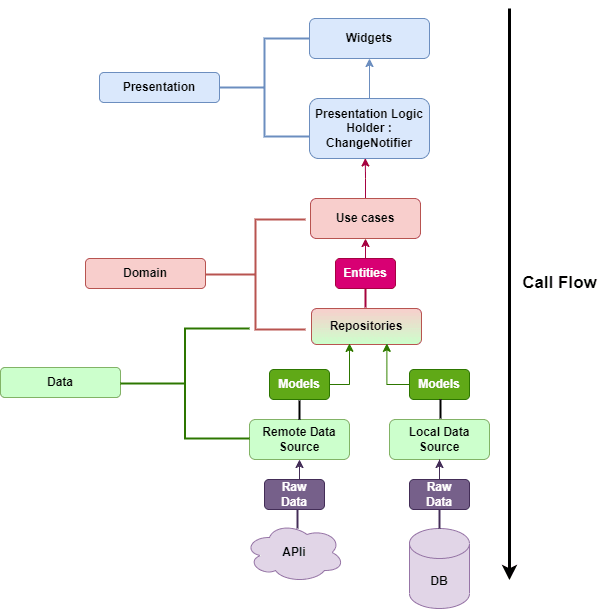 Widgets
Presentation
Presentation Logic
Holder :
ChangeNotifier
Use cases
Domain
Entities
Call Flow
Repositories
Data
Models
Models
Remote Data
Source
Local Data
Source
Raw
Data
Raw
Data
APIi
DB